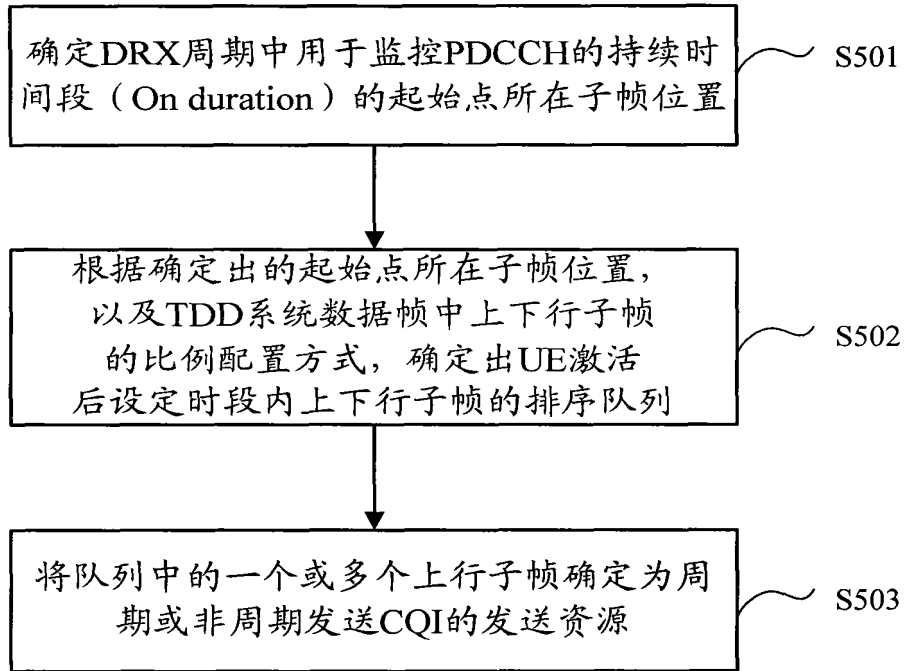 确定DRX周期中用于监控PDCCH的持续时
间段（On duration）的起始点所在子帧位置
S501
根据确定出的起始点所在子帧位置，
以及TDD系统数据帧中上下行子帧
的比例配置方式，确定出UE激活
后设定时段内上下行子帧的排序队列
S502
将队列中的一个或多个上行子帧确定为周
期或非周期发送CQI的发送资源
S503